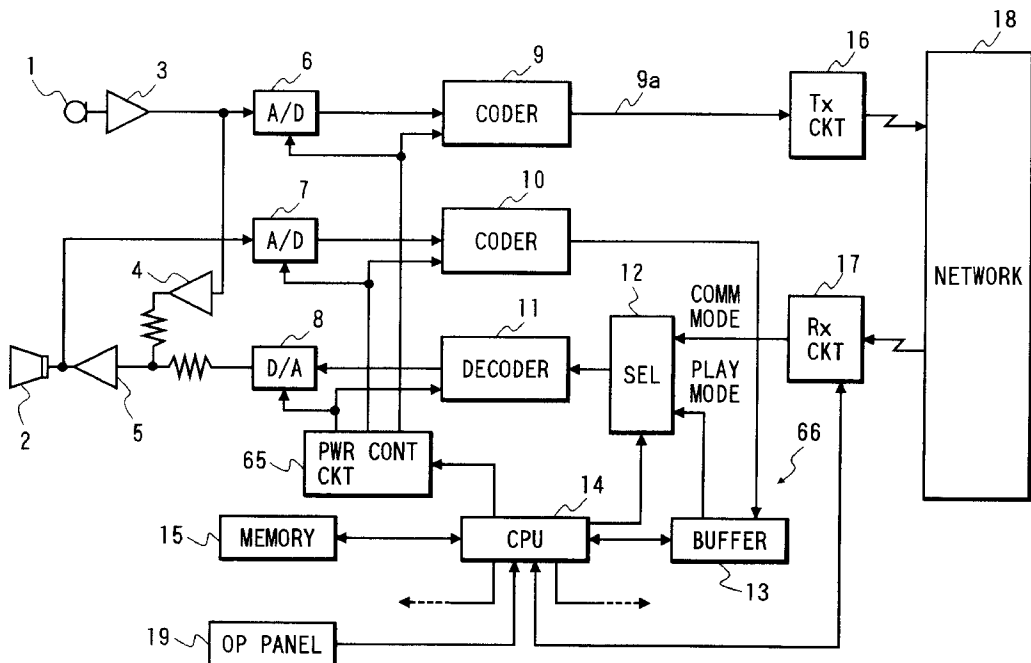 18
16
9
6
3
1
9a
A/D
CODER
Tx
CKT
10
7
A/D
CODER
12
4
COMM
MODE
17
NETWORK
11
8
Rx
CKT
D/A
DECODER
SEL
PLAY
MODE
2
5
65
PWR CONT
CKT
66
14
15
MEMORY
CPU
BUFFER
13
19
OP PANEL